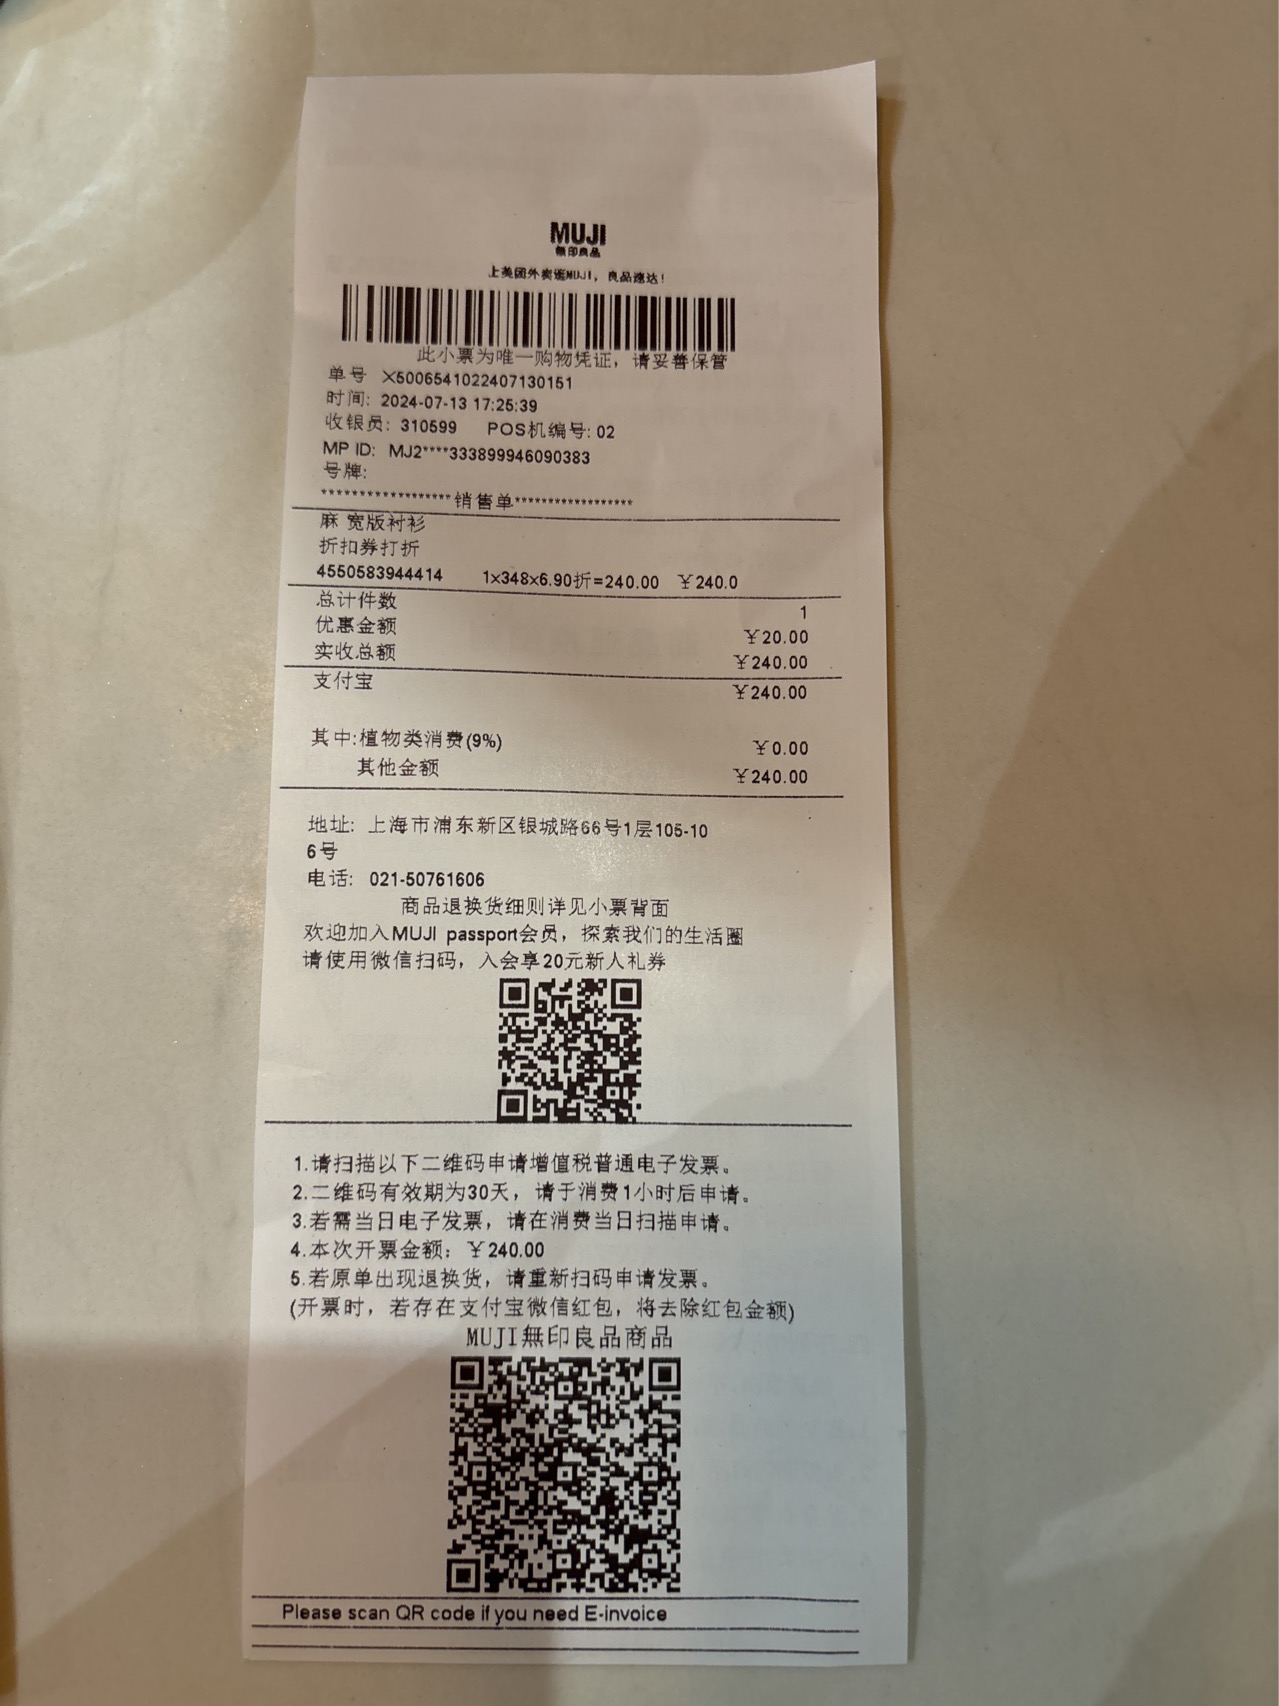 MUJI
無印良品
上美团外卖逛MUJI，良品速达！
此小票为唯一购物凭证，请妥善保管
单号 X5006541022407130151
时间: 2024-07-13 17:25:39
收银员: 310599 POS机编号: 02
MP ID: MJ2****333899946090383
号牌:
******************销售单******************
麻 宽版衬衫
折扣券打折
4550583944414 1×348×6.90折=240.00 ￥240.0
总计件数 1
优惠金额 ￥20.00
实收总额 ￥240.00
支付宝 ￥240.00
其中:植物类消费(9%) ￥0.00
其他金额 ￥240.00
地址: 上海市浦东新区银城路66号1层105-10
6号
电话: 021-50761606
商品退换货细则详见小票背面
欢迎加入MUJI passport会员，探索我们的生活圈
请使用微信扫码，入会享20元新人礼券
1.请扫描以下二维码申请增值税普通电子发票。
2.二维码有效期为30天，请于消费1小时后申请。
3.若需当日电子发票，请在消费当日扫描申请。
4.本次开票金额: ￥240.00
5.若原单出现退换货，请重新扫码申请发票。
(开票时，若存在支付宝微信红包，将去除红包金额)
MUJI無印良品商品
Please scan QR code if you need E-invoice